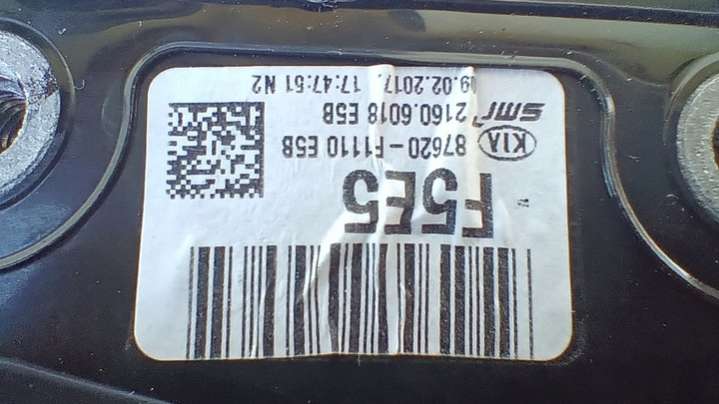 F5E5
KIA 87620-F1110 E5B
SMR 2160.6018 E5B
09.02.2017. 17:47:51 N2